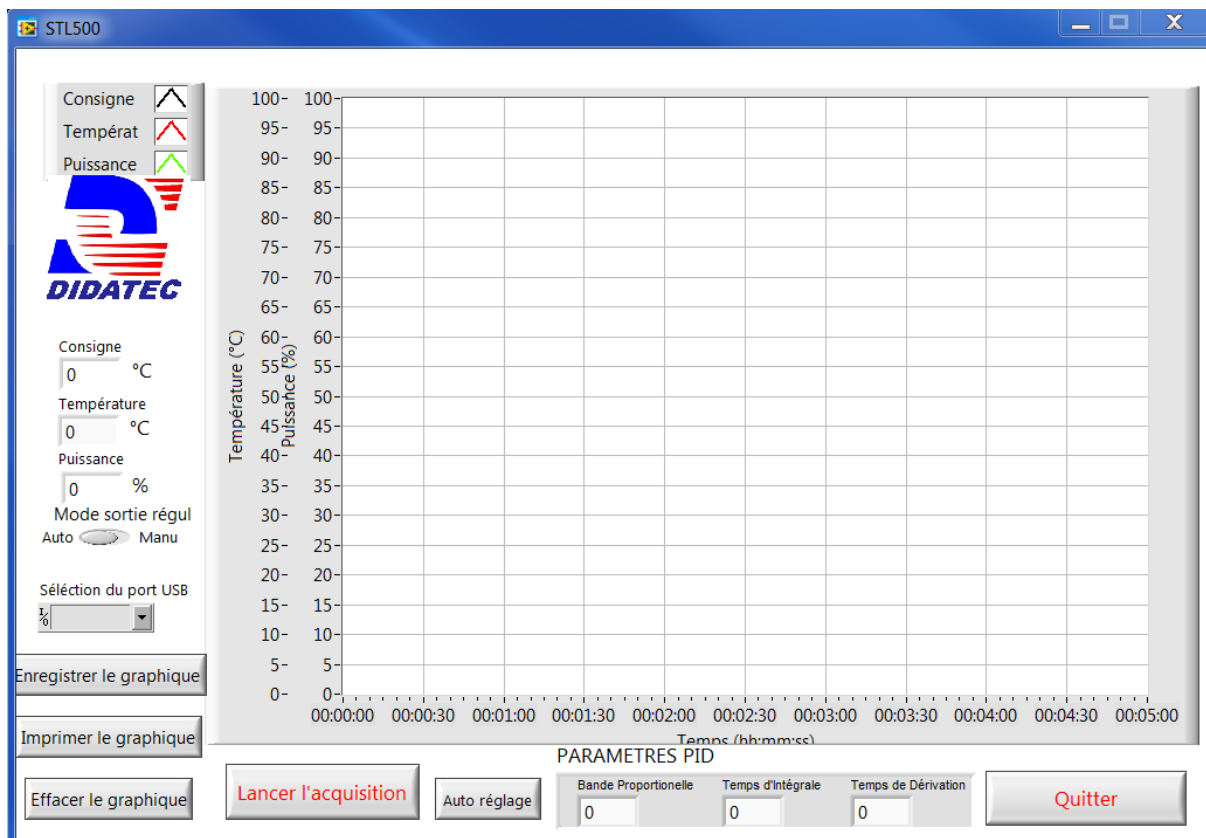 STL500
Consigne
Températ
Puissance
DIDATEC
Consigne
0 °C
Température
0 °C
Puissance
0 %
Mode sortie régul
Auto Manu
Séléction du port USB
Enregistrer le graphique
Imprimer le graphique
Effacer le graphique
Température (°C)
Puissance (%)
100- 100-
95- 95-
90- 90-
85- 85-
80- 80-
75- 75-
70- 70-
65- 65-
60- 60-
55 55-
50- 50-
45- 45-
40- 40-
35- 35-
30- 30-
25- 25-
20- 20-
15- 15-
10- 10-
5- 5-
0- 0-
00:00:00 00:00:30 00:01:00 00:01:30 00:02:00 00:02:30 00:03:00 00:03:30 00:04:00 00:04:30 00:05:00
Temps (hh:mm:ss)
PARAMETRES PID
Lancer l'acquisition
Auto réglage
Bande Proportionelle Temps d'Intégrale Temps de Dérivation
0 0 0
Quitter